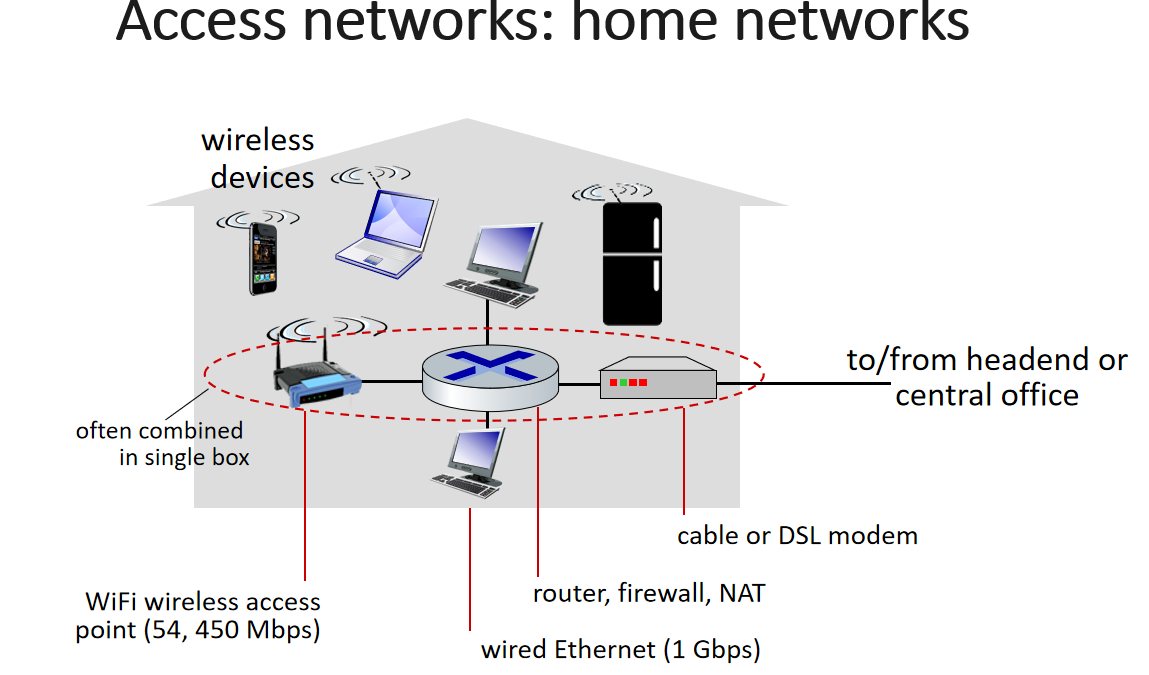 Access networks: home networks
wireless
devices
to/from headend or
central office
often combined
in single box
cable or DSL modem
router, firewall, NAT
WiFi wireless access
point (54, 450 Mbps)
wired Ethernet (1 Gbps)